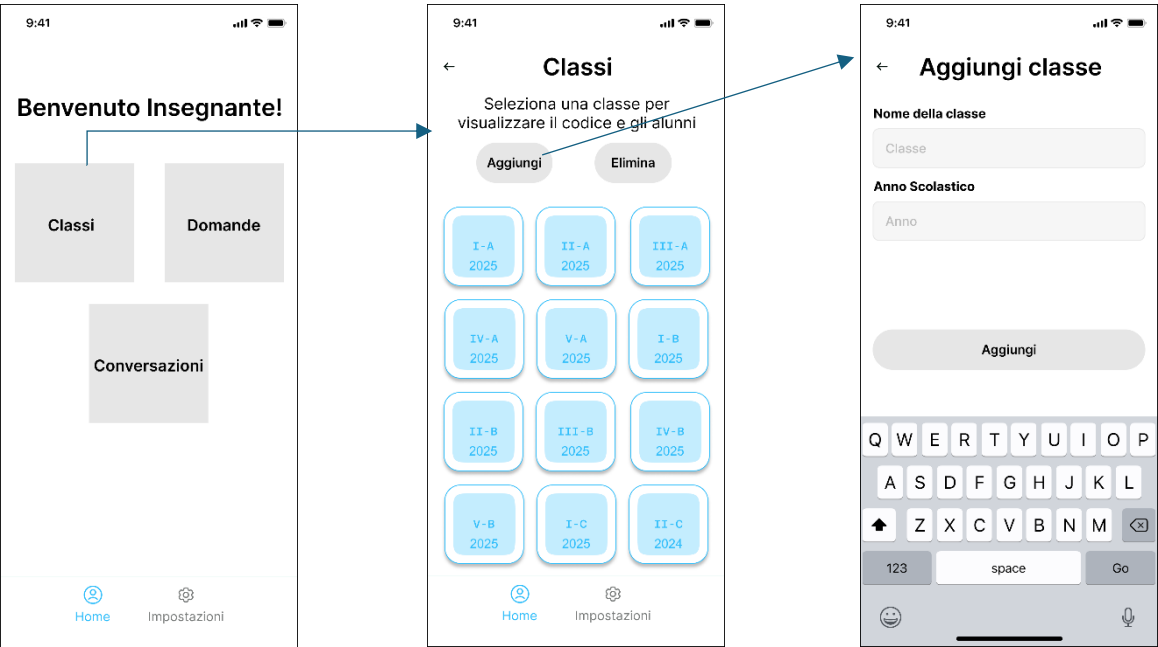 9:41
Benvenuto Insegnante!
Classi
Domande
Conversazioni
Home
Impostazioni
9:41
Classi
Seleziona una classe per
visualizzare il codice e gli alunni
Aggiungi
Elimina
I-A
2025
II-A
2025
III-A
2025
IV-A
2025
V-A
2025
I-B
2025
II-B
2025
III-B
2025
IV-B
2025
V-B
2025
I-C
2025
II-C
2024
Home
Impostazioni
9:41
Aggiungi classe
Nome della classe
Classe
Anno Scolastico
Anno
Aggiungi
Q W E R T Y U I O P
A S D F G H J K L
Z X C V B N M
123 space Go